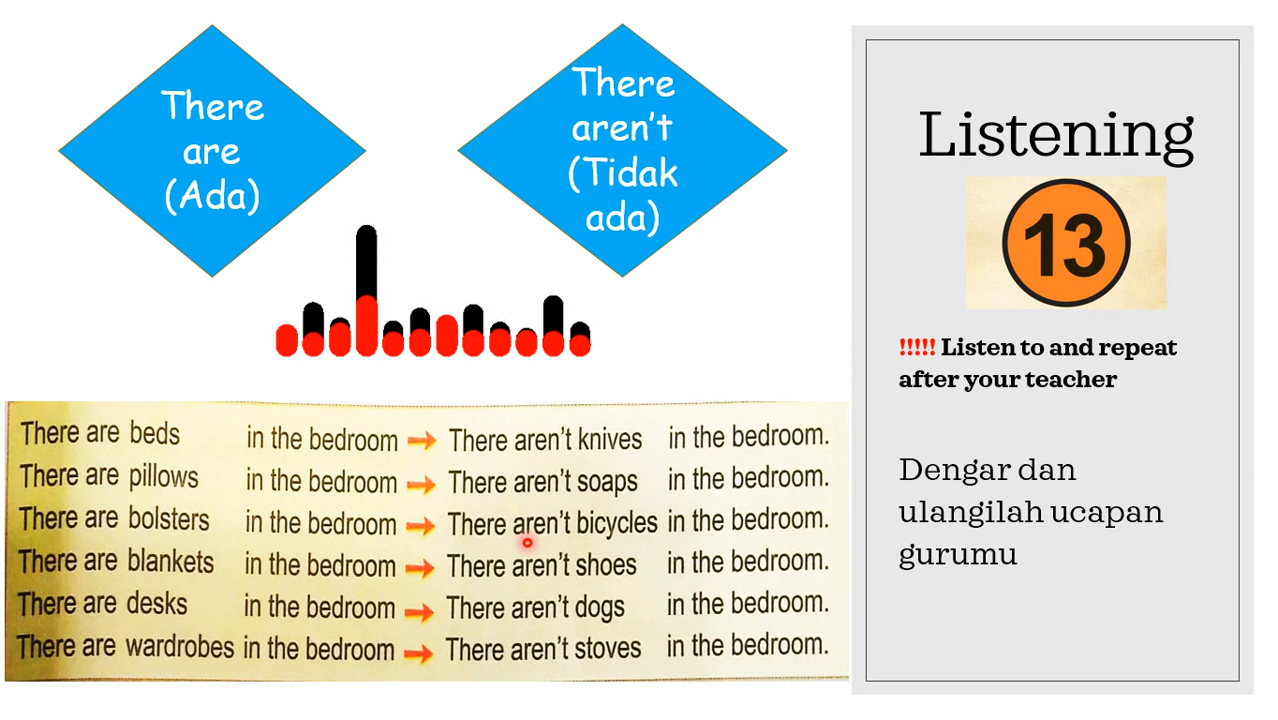 There
are
(Ada)
There
aren't
(Tidak
ada)
There are beds in the bedroom → There aren't knives in the bedroom.
There are pillows in the bedroom → There aren't soaps in the bedroom.
There are bolsters in the bedroom → There aren't bicycles in the bedroom.
There are blankets in the bedroom → There aren't shoes in the bedroom.
There are desks in the bedroom → There aren't dogs in the bedroom.
There are wardrobes in the bedroom → There aren't stoves in the bedroom.
Listening
13
!!!!! Listen to and repeat
after your teacher
Dengar dan
ulangilah ucapan
gurumu